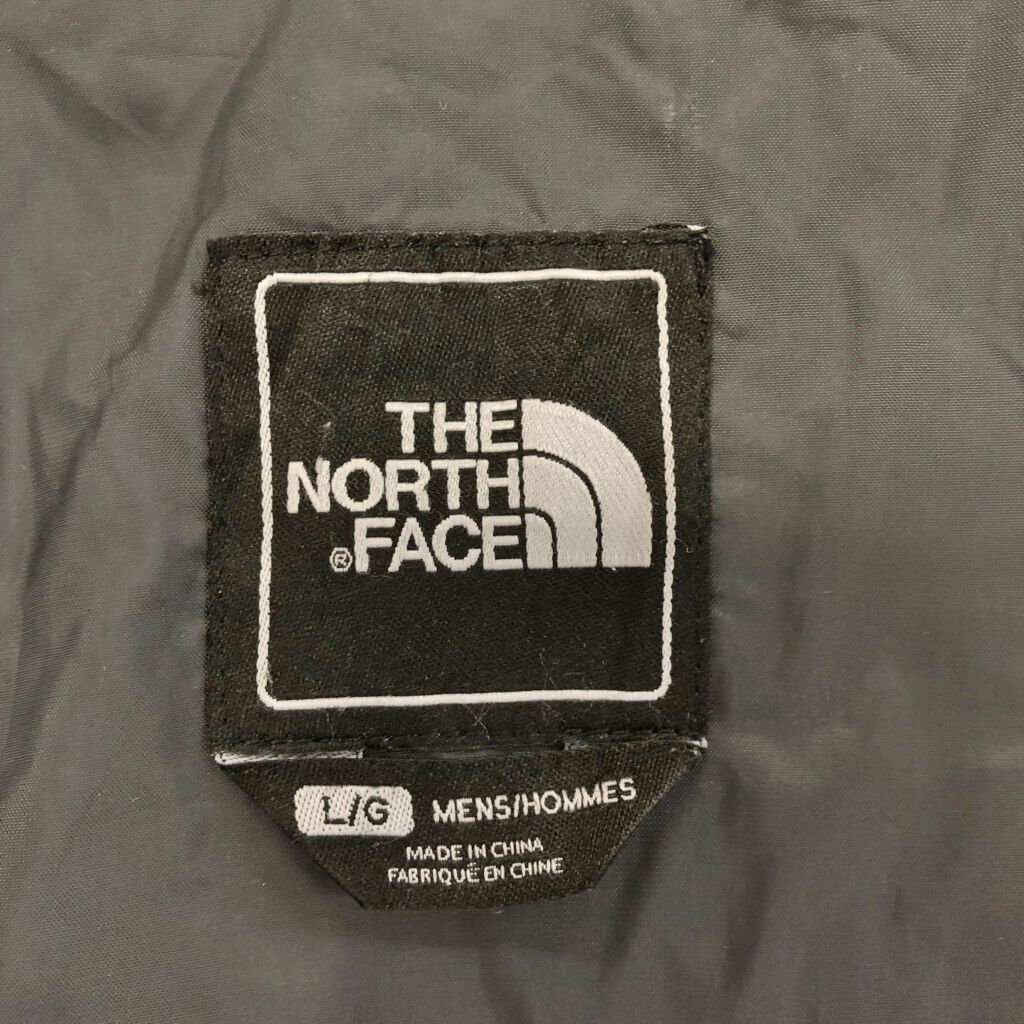 THE
NORTH
®FACE
L/G MENS/HOMMES
MADE IN CHINA
FABRIQUÉ EN CHINE